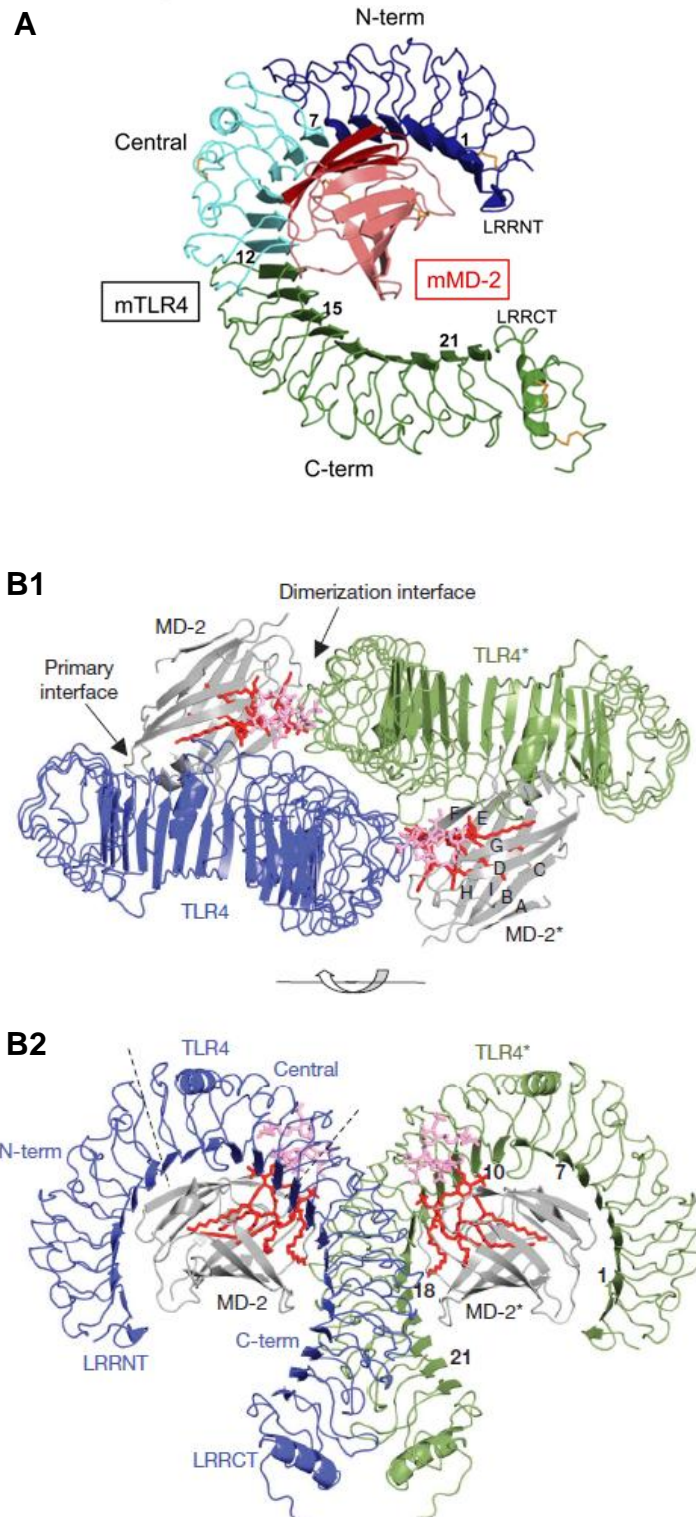 A
N-term
7
1
Central
LRRNT
12
mMD-2
mTLR4
15
LRRCT
21
C-term
B1
Dimerization interface
MD-2
TLR4*
Primary
interface
F
E
G
D
C
H
I
B
A
TLR4
MD-2*
B2
TLR4
TLR4*
Central
N-term
10
7
1
18
MD-2
MD-2*
C-term
21
LRRNT
LRRCT